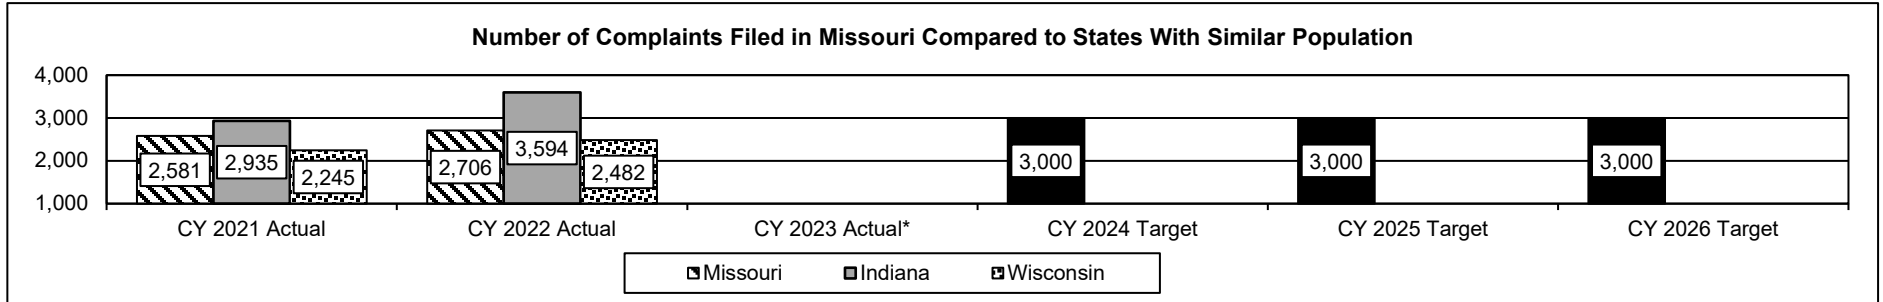 Number of Complaints Filed in Missouri Compared to States With Similar Population
4,000
3,000
2,000
1,000
2,581
2,935
2,245
2,706
3,594
2,482
3,000
3,000
3,000
CY 2021 Actual
CY 2022 Actual
CY 2023 Actual*
CY 2024 Target
CY 2025 Target
CY 2026 Target
Missouri
Indiana
Wisconsin